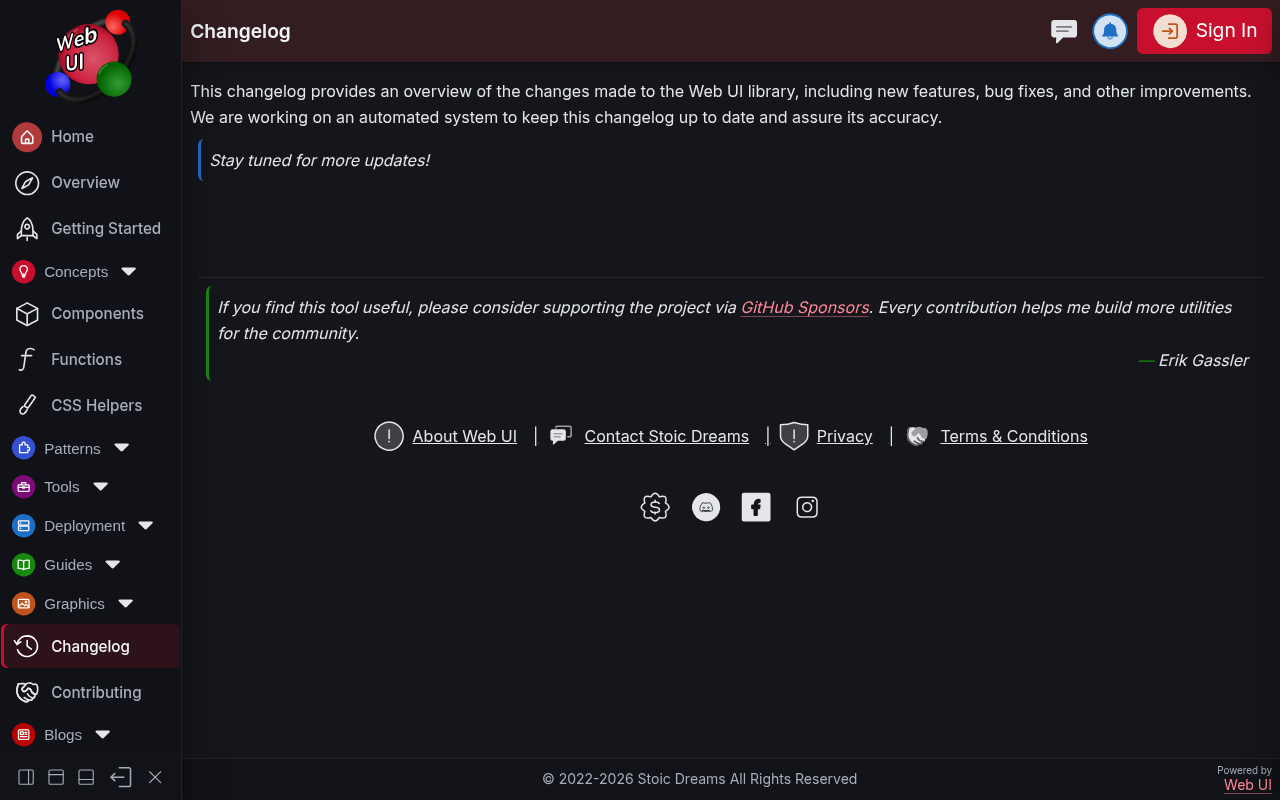 Web
UI
Home
Overview
Getting Started
Concepts
Components
Functions
CSS Helpers
Patterns
Tools
Deployment
Guides
Graphics
Changelog
Contributing
Blogs
Changelog
Sign In
This changelog provides an overview of the changes made to the Web UI library, including new features, bug fixes, and other improvements.
We are working on an automated system to keep this changelog up to date and assure its accuracy.
Stay tuned for more updates!
If you find this tool useful, please consider supporting the project via GitHub Sponsors. Every contribution helps me build more utilities
for the community.
— Erik Gassler
About Web UI | Contact Stoic Dreams | Privacy | Terms & Conditions
© 2022-2026 Stoic Dreams All Rights Reserved
Powered by
Web UI